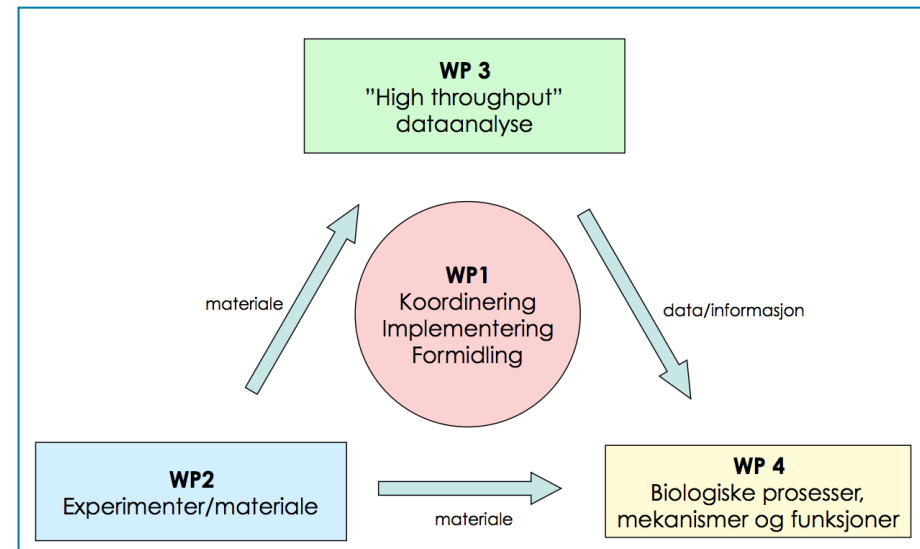 WP 3
”High throughput”
dataanalyse
materiale
WP1
Koordinering
Implementering
Formidling
data/informasjon
WP2
Experimenter/materiale
materiale
WP 4
Biologiske prosesser,
mekanismer og funksjoner